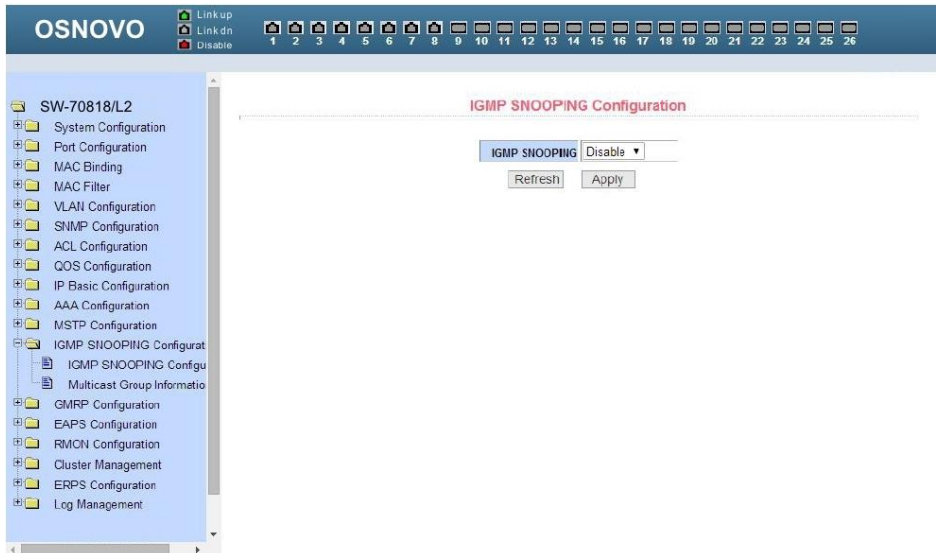 OSNOVO
Link up
Link dn
Disable
1 2 3 4 5 6 7 8 9 10 11 12 13 14 15 16 17 18 19 20 21 22 23 24 25 26
SW-70818/L2
System Configuration
Port Configuration
MAC Binding
MAC Filter
VLAN Configuration
SNMP Configuration
ACL Configuration
QOS Configuration
IP Basic Configuration
AAA Configuration
MSTP Configuration
IGMP SNOOPING Configurat
IGMP SNOOPING Configu
Multicast Group Informatio
GMRP Configuration
EAPS Configuration
RMON Configuration
Cluster Management
ERPS Configuration
Log Management
IGMP SNOOPING Configuration
IGMP SNOOPING Disable
Refresh Apply